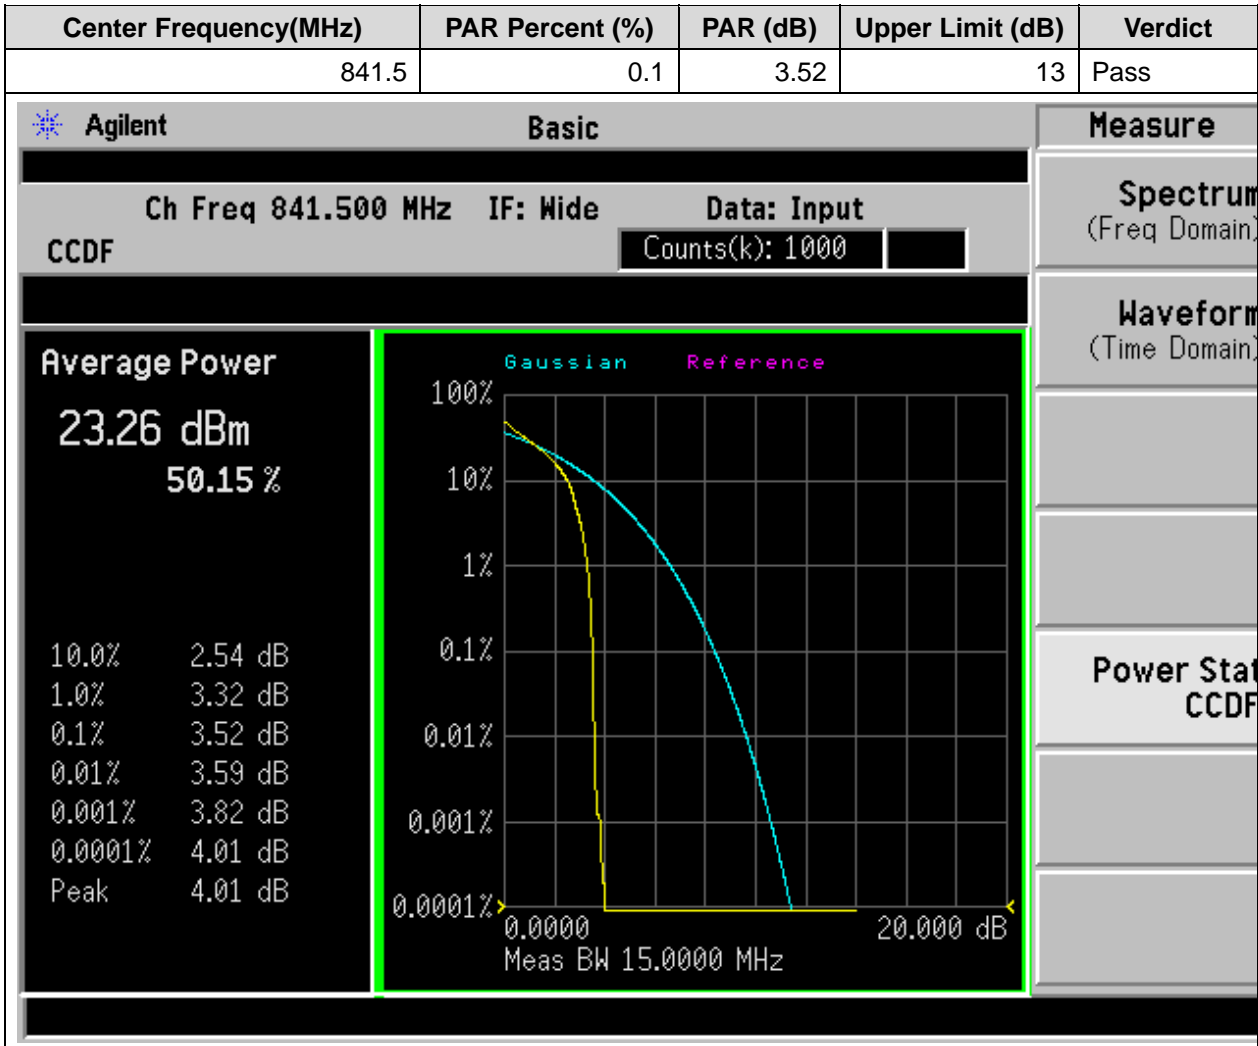 Center Frequency(MHz) PAR Percent (%) PAR (dB) Upper Limit (dB) Verdict
841.5 0.1 3.52 13 Pass
Agilent Basic Measure
Ch Freq 841.500 MHz IF: Wide Data: Input
CCDF Counts(k): 1000
Spectrum
(Freq Domain)
Waveform
(Time Domain)
Power Stat
CCDF
Average Power
23.26 dBm
50.15 %
10.0% 2.54 dB
1.0% 3.32 dB
0.1% 3.52 dB
0.01% 3.59 dB
0.001% 3.82 dB
0.0001% 4.01 dB
Peak 4.01 dB
Gaussian Reference
100%
10%
1%
0.1%
0.01%
0.001%
0.0001%
0.0000 20.000 dB
Meas BW 15.0000 MHz